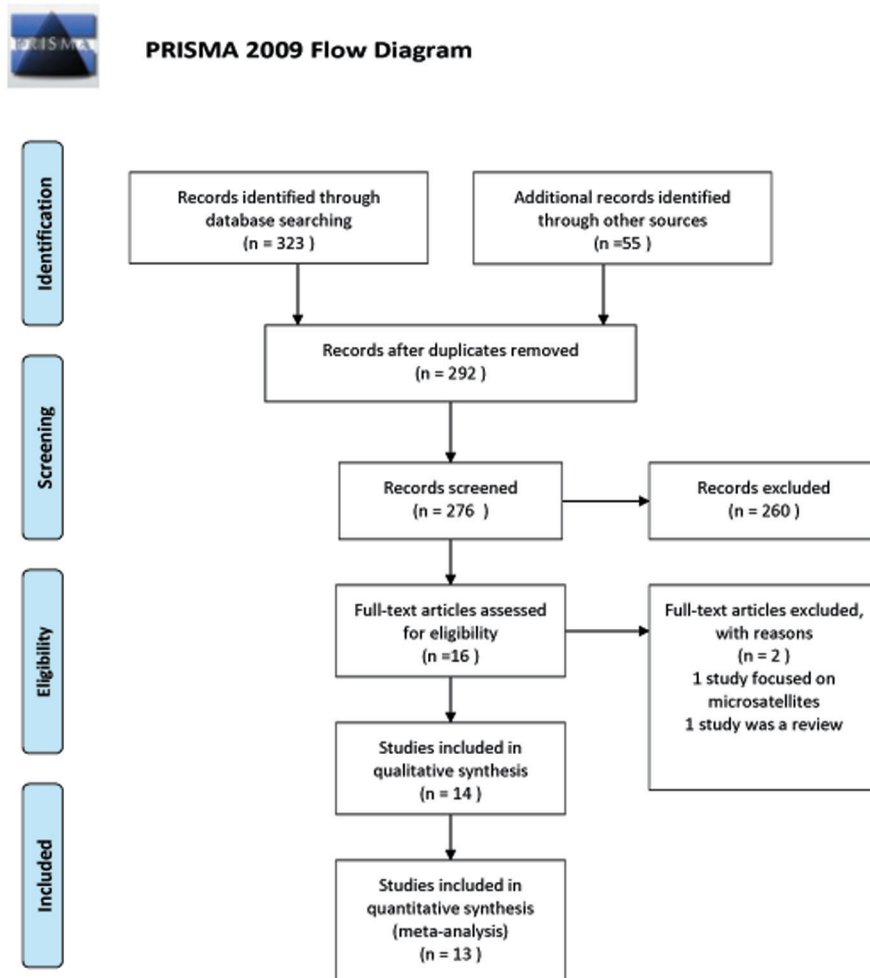 PRISMA
PRISMA 2009 Flow Diagram
Identification
Records identified through
database searching
(n = 323 )
Additional records identified
through other sources
(n =55 )
Records after duplicates removed
(n = 292 )
Screening
Records screened
(n = 276  )
Records excluded
(n = 260 )
Eligibility
Full-text articles assessed
for eligibility
(n =16 )
Full-text articles excluded,
with reasons
(n = 2 )
1 study focused on
microsatellites
1 study was a review
Studies included in
qualitative synthesis
(n = 14 )
Included
Studies included in
quantitative synthesis
(meta-analysis)
(n = 13 )